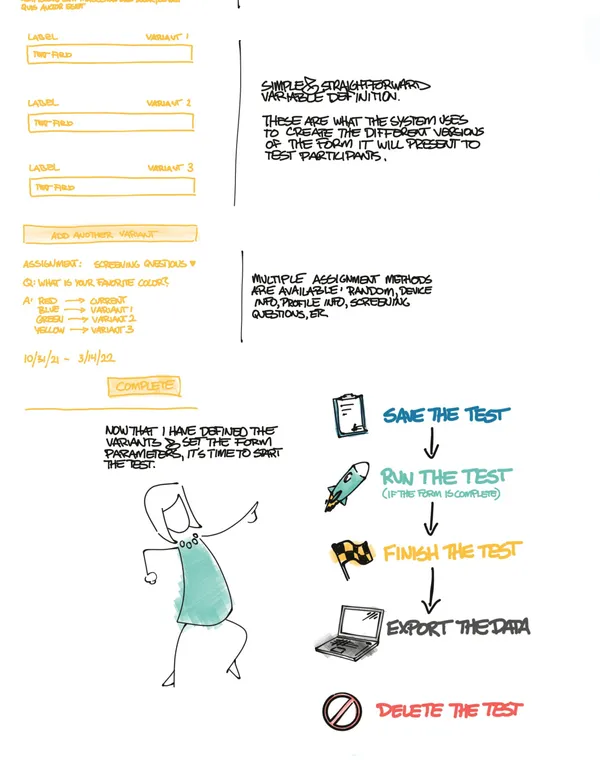 QUIS AUCTOR
LABEL VARIANT 1
TEXT FIELD
LABEL VARIANT 2
TEXT FIELD
LABEL VARIANT 3
TEXT FIELD
ADD ANOTHER VARIANT
ASSIGNMENT: SCREENING QUESTIONS
Q: WHAT IS YOUR FAVORITE COLOR?
A: RED → CURRENT
BLUE → VARIANT 1
GREEN → VARIANT 2
YELLOW → VARIANT 3
10/31/21 - 3/14/22
COMPLETE
SIMPLE & STRAIGHTFORWARD
VARIABLE DEFINITION.
THESE ARE WHAT THE SYSTEM USES
TO CREATE THE DIFFERENT VERSIONS
OF THE FORM IT WILL PRESENT TO
TEST PARTICIPANTS.
MULTIPLE ASSIGNMENT METHODS
ARE AVAILABLE: RANDOM, DEVICE
INFO, PROFILE INFO, SCREENING
QUESTIONS, ETC.
NOW THAT I HAVE DEFINED THE
VARIANTS & SET THE FORM
PARAMETERS, IT'S TIME TO START
THE TEST.
SAVE THE TEST
RUN THE TEST
(IF THE FORM IS COMPLETE)
FINISH THE TEST
EXPORT THE DATA
DELETE THE TEST